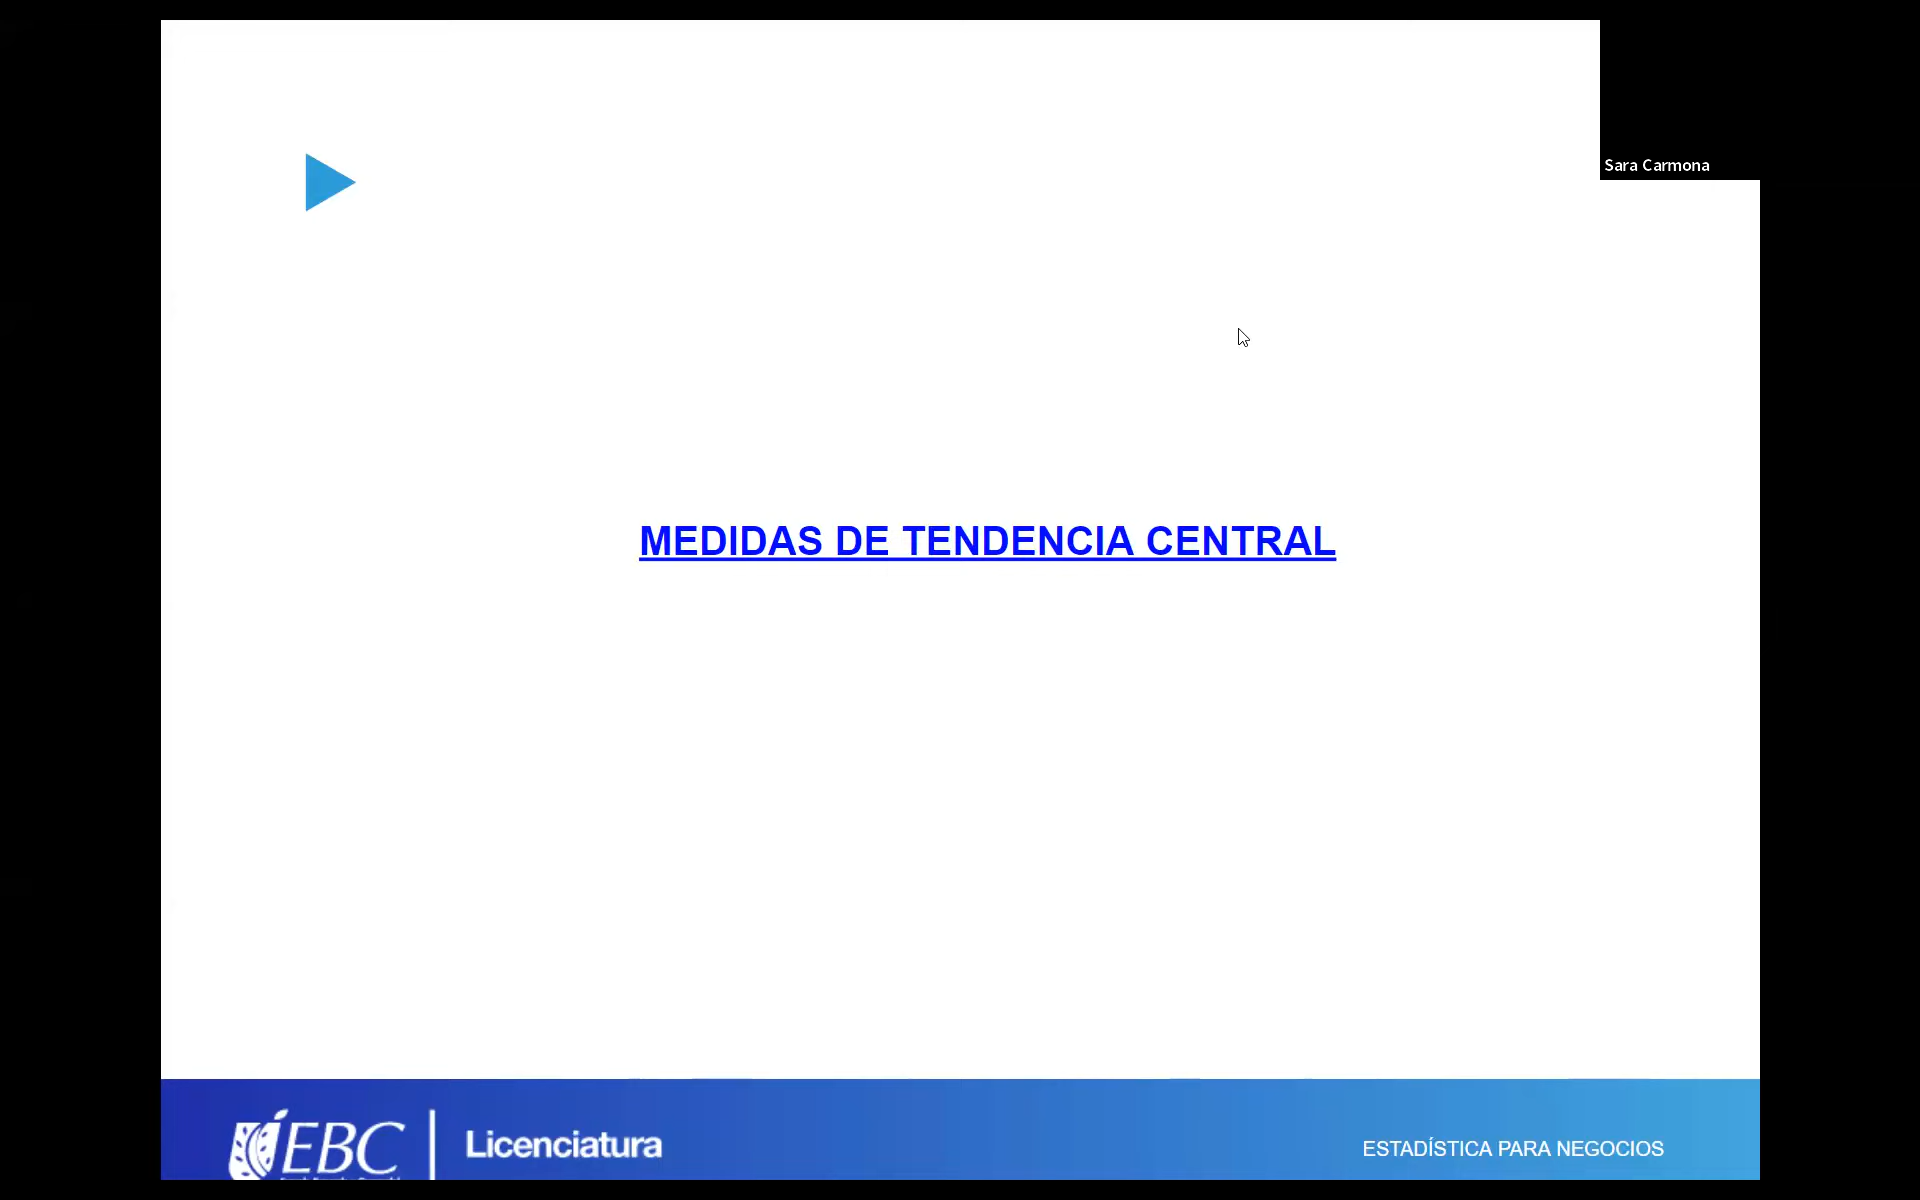 Sara Carmona
MEDIDAS DE TENDENCIA CENTRAL
EBC
Licenciatura
ESTADÍSTICA PARA NEGOCIOS